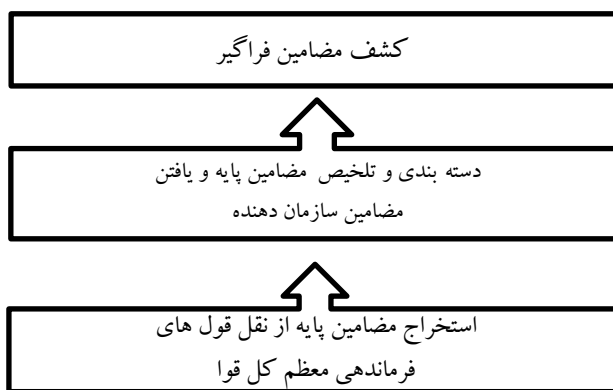 کشف مضامین فراگیر
دسته بندی و تلخیص مضامین پایه و یافتن
مضامین سازمان دهنده
استخراج مضامین پایه از نقل قول های
فرماندهی معظم کل قوا